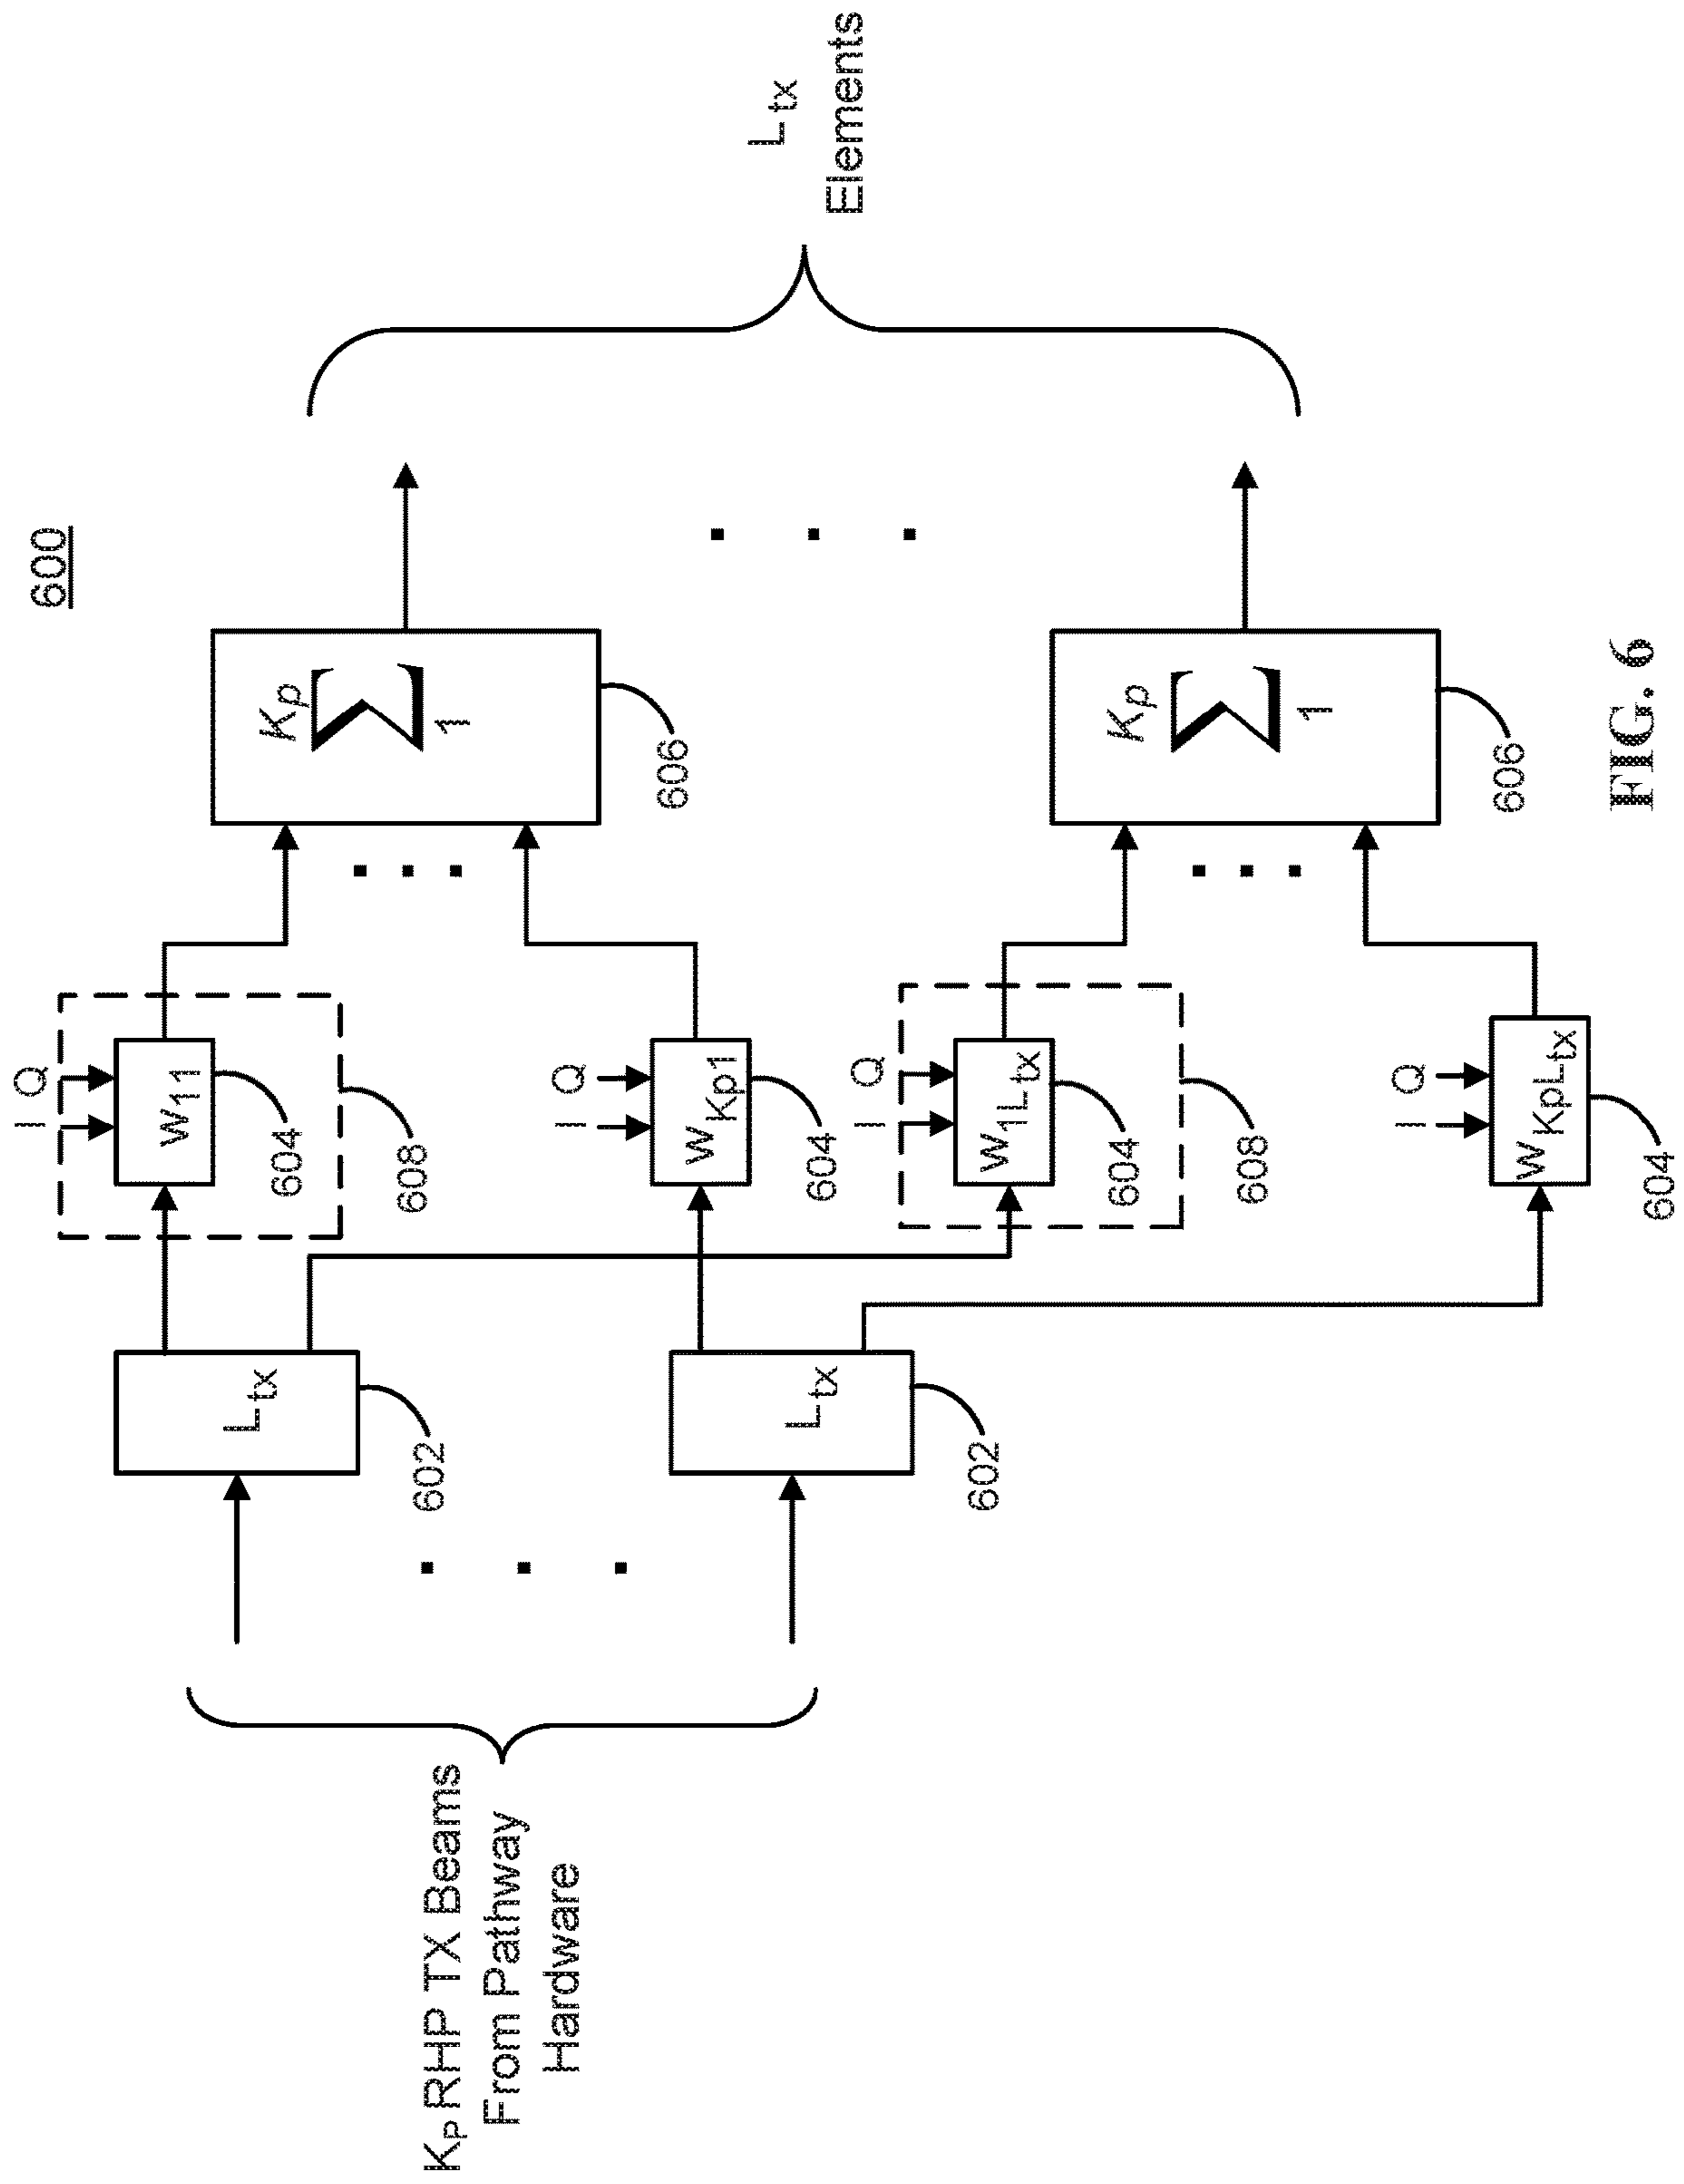 600
K_p RHP TX Beams
From Pathway
Hardware
L_tx
602
L_tx
602
I Q
W_11
604
608
I Q
W_Kp1
604
I Q
W_1L_tx
604
608
I Q
W_KpL_tx
604
K_p
∑
1
606
K_p
∑
1
606
L_tx
Elements
FIG. 6